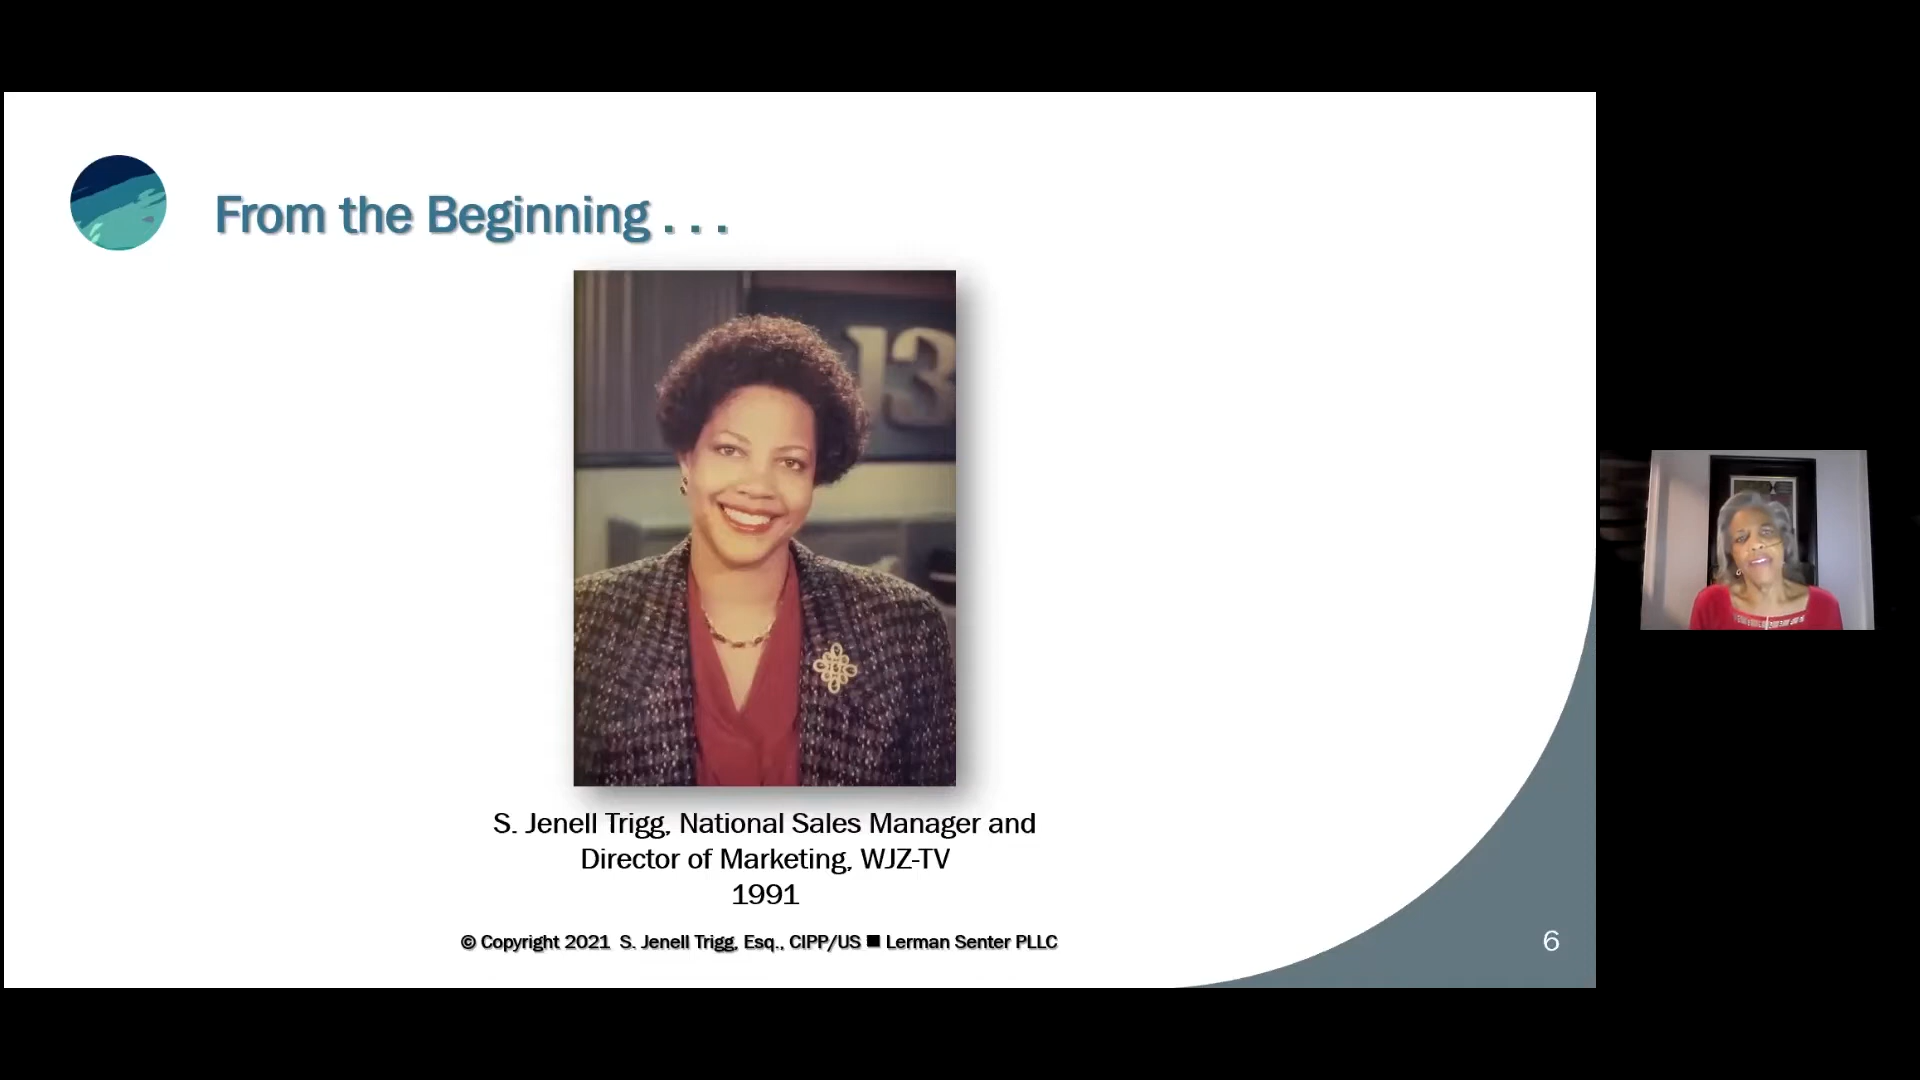 From the Beginning . . .
13
S. Jenell Trigg, National Sales Manager and
Director of Marketing, WJZ-TV
1991
© Copyright 2021 S. Jenell Trigg, Esq., CIPP/US ■ Lerman Senter PLLC
6